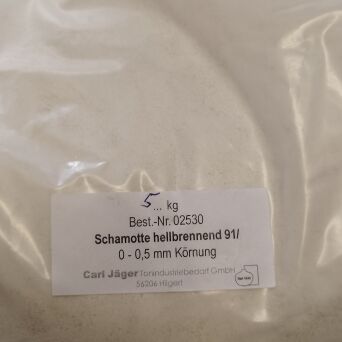 5... kg
Best.-Nr. 02530
Schamotte hellbrennend 91/
0 - 0,5 mm Körnung
Carl Jäger Tonindustriebedarf GmbH
56206 Hilgert